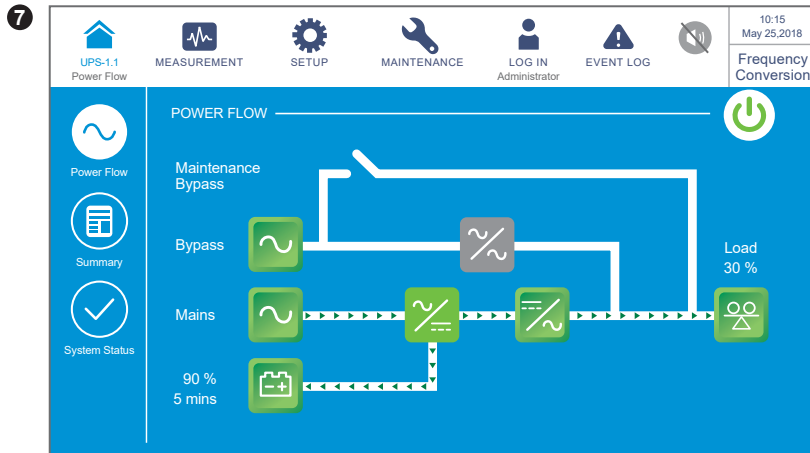 7
10:15
May 25,2018
UPS-1.1
Power Flow
MEASUREMENT
SETUP
MAINTENANCE
LOG IN
Administrator
EVENT LOG
Frequency
Conversion
POWER FLOW
Power Flow
Maintenance
Bypass
Summary
Bypass
Load
30 %
System Status
Mains
90 %
5 mins